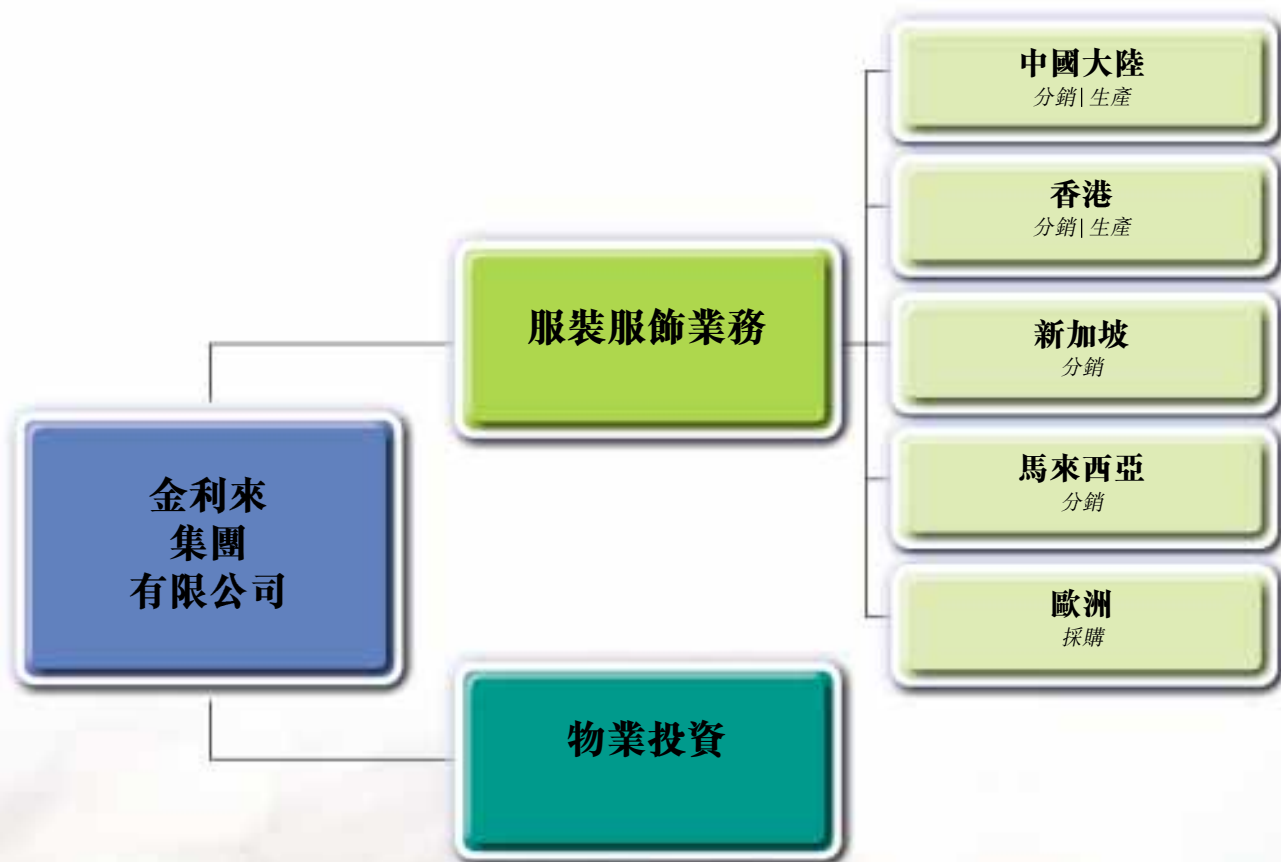 中國大陸
分銷|生產
香港
分銷|生產
服裝服飾業務
新加坡
分銷
馬來西亞
分銷
金利來
集團
有限公司
歐洲
採購
物業投資